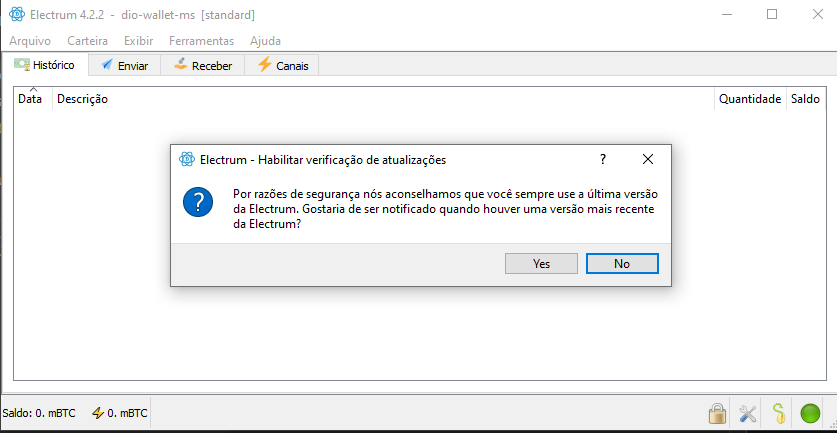 Electrum 4.2.2 - dio-wallet-ms [standard]
Arquivo Carteira Exibir Ferramentas Ajuda
Histórico Enviar Receber Canais
Data Descrição Quantidade Saldo
Electrum - Habilitar verificação de atualizações ?
Por razões de segurança nós aconselhamos que você sempre use a última versão
da Electrum. Gostaria de ser notificado quando houver uma versão mais recente
da Electrum?
Yes No
Saldo: 0. mBTC 0. mBTC